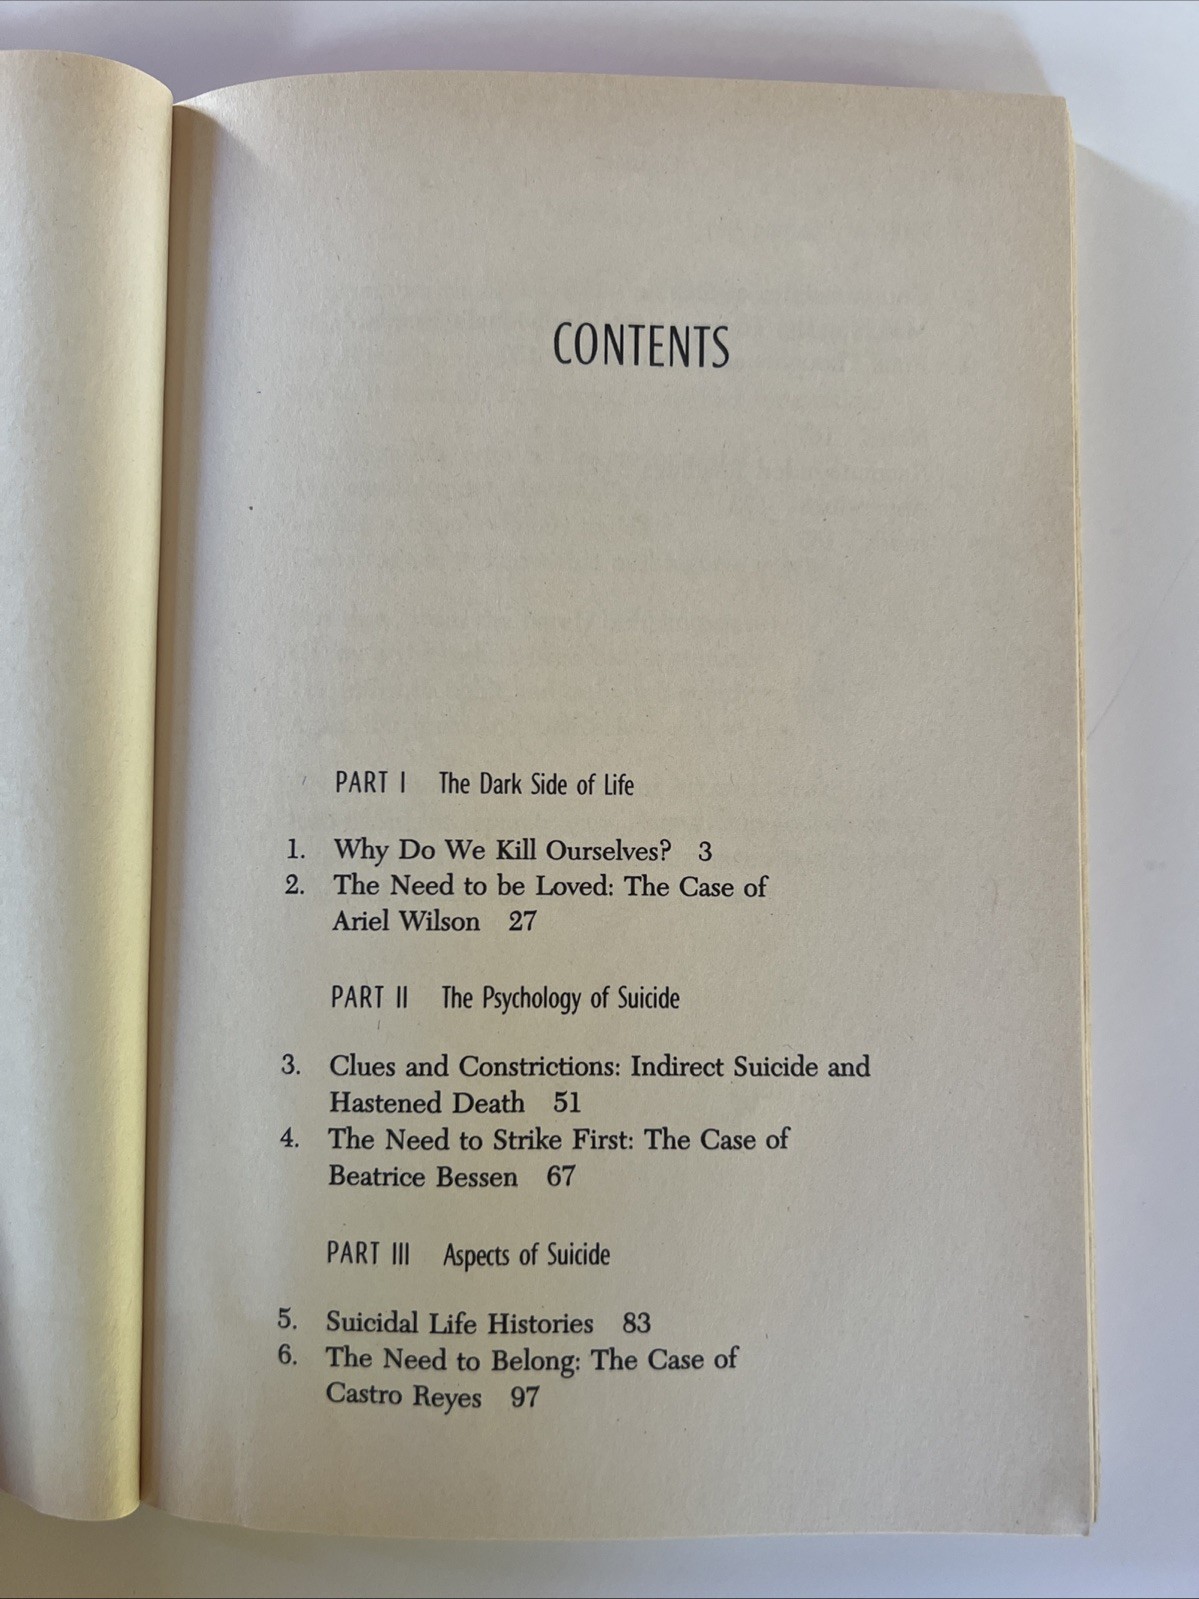 CONTENTS
PART I The Dark Side of Life
1. Why Do We Kill Ourselves? 3
2. The Need to be Loved: The Case of
Ariel Wilson 27
PART II The Psychology of Suicide
3. Clues and Constrictions: Indirect Suicide and
Hastened Death 51
4. The Need to Strike First: The Case of
Beatrice Bessen 67
PART III Aspects of Suicide
5. Suicidal Life Histories 83
6. The Need to Belong: The Case of
Castro Reyes 97